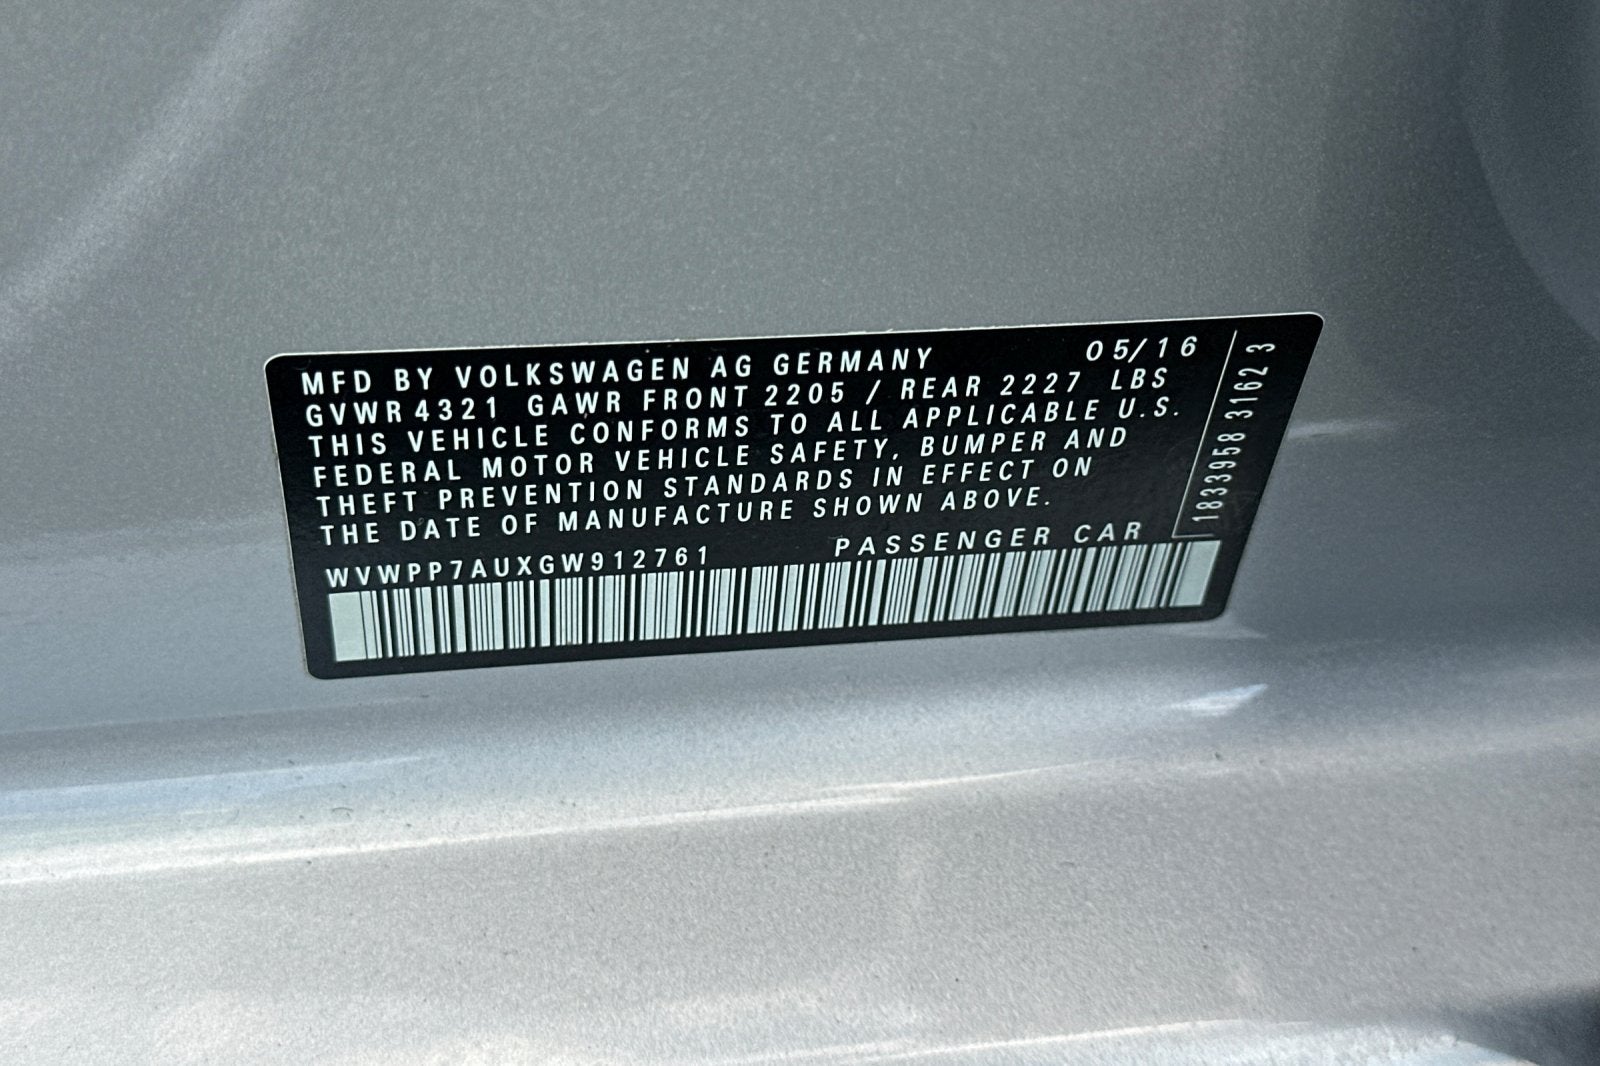 MFD BY VOLKSWAGEN AG GERMANY 05/16
GVWR 4321 GAWR FRONT 2205 / REAR 2227 LBS
THIS VEHICLE CONFORMS TO ALL APPLICABLE U.S.
FEDERAL MOTOR VEHICLE SAFETY, BUMPER AND
THEFT PREVENTION STANDARDS IN EFFECT ON
THE DATE OF MANUFACTURE SHOWN ABOVE.
WVWPP7AUXGW912761 PASSENGER CAR
1833958 31623